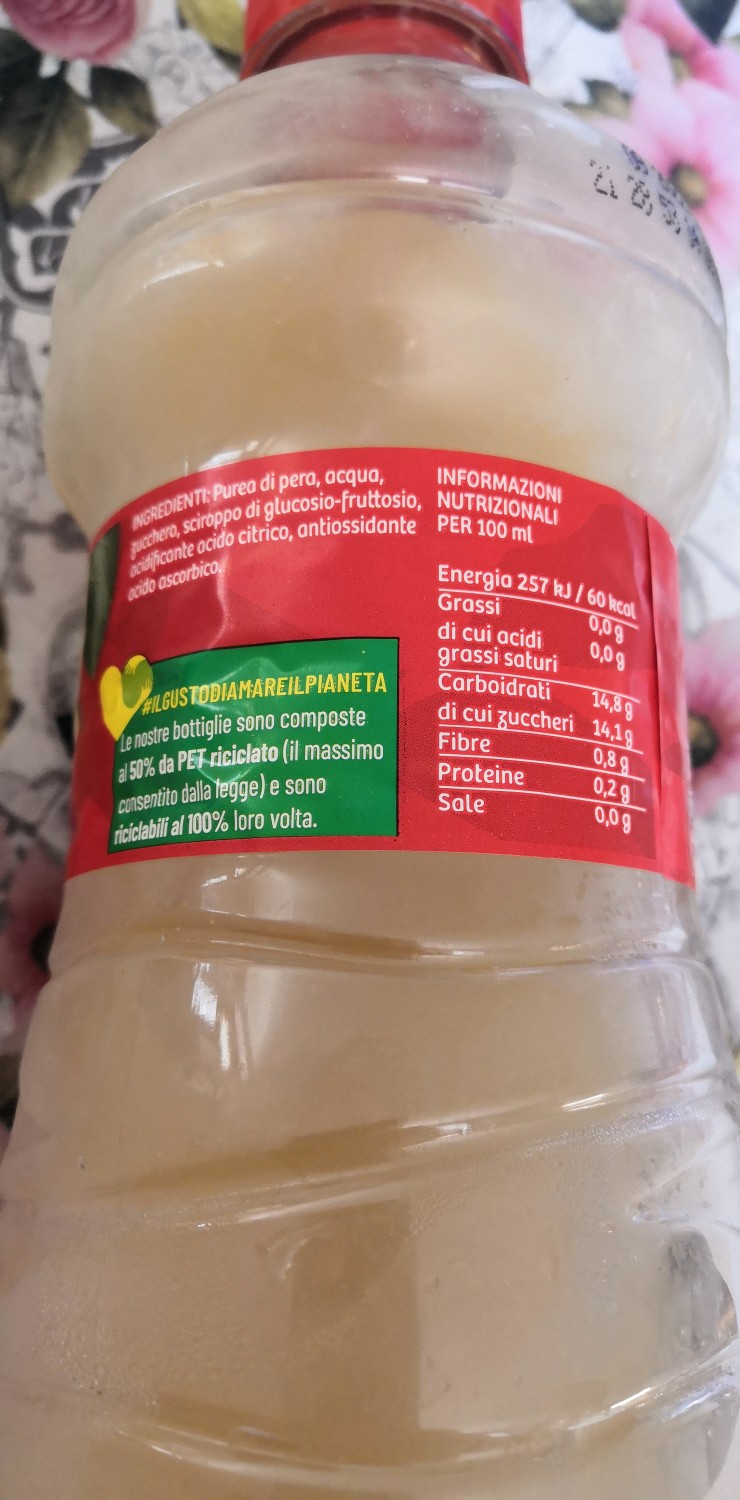 INGREDIENTI: Purea di pera, acqua,
zucchero, sciroppo di glucosio-fruttosio,
acidificante acido citrico, antiossidante
acido ascorbico.
#ILGUSTODIAMAREILPIANETA
Le nostre bottiglie sono composte
al 50% da PET riciclato (il massimo
consentito dalla legge) e sono
riciclabili al 100% loro volta.
INFORMAZIONI
NUTRIZIONALI
PER 100 ml
Energia 257 kJ / 60 kcal
Grassi 0,0 g
di cui acidi
grassi saturi 0,0 g
Carboidrati 14,8 g
di cui zuccheri 14,1 g
Fibre 0,8 g
Proteine 0,2 g
Sale 0,0 g